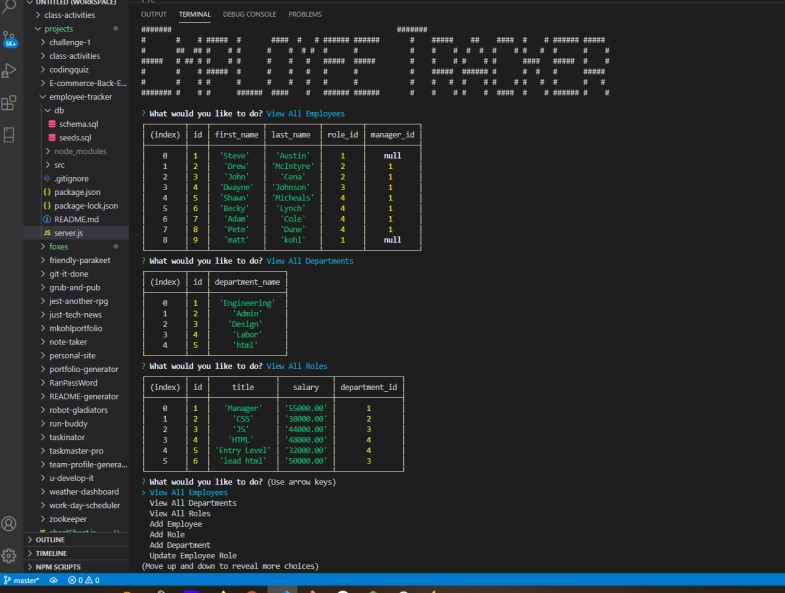 UNTITLED (WORKSPACE)
class-activities
projects
challenge-1
class-activities
codingquiz
E-commerce-Back-E...
employee-tracker
db
schema.sql
seeds.sql
node_modules
src
.gitignore
package.json
package-lock.json
README.md
JS server.js
foxes
friendly-parakeet
git-it-done
grub-and-pub
jest-another-rpg
just-tech-news
mkohlportfolio
note-taker
personal-site
portfolio-generator
RanPassWord
README-generator
robot-gladiators
run-buddy
taskinator
taskmaster-pro
team-profile-genera...
u-develop-it
weather-dashboard
work-day-scheduler
zookeeper
OUTLINE
TIMELINE
NPM SCRIPTS
5K+
master*
0 0
OUTPUT TERMINAL DEBUG CONSOLE PROBLEMS
EMPLOYEE TRACKER
? What would you like to do? View All Employees
(index) id first_name last_name role_id manager_id
0 1 'Steve' 'Austin' 1 null
1 2 'Drew' 'McIntyre' 2 1
2 3 'John' 'Cena' 2 1
3 4 'Dwayne' 'Johnson' 3 1
4 5 'Shawn' 'Micheals' 4 1
5 6 'Becky' 'Lynch' 4 1
6 7 'Adam' 'Cole' 4 1
7 8 'Pete' 'Dune' 4 1
8 9 'matt' 'kohl' 1 null
? What would you like to do? View All Departments
(index) id department_name
0 1 'Engineering'
1 2 'Admin'
2 3 'Design'
3 4 'Labor'
4 5 'html'
? What would you like to do? View All Roles
(index) id title salary department_id
0 1 'Manager' '55000.00' 1
1 2 'CSS' '38000.00' 2
2 3 'JS' '44000.00' 3
3 4 'HTML' '48000.00' 4
4 5 'Entry Level' '32000.00' 4
5 6 'lead html' '50000.00' 3
? What would you like to do? (Use arrow keys)
> View All Employees
View All Departments
View All Roles
Add Employee
Add Role
Add Department
Update Employee Role
(Move up and down to reveal more choices)